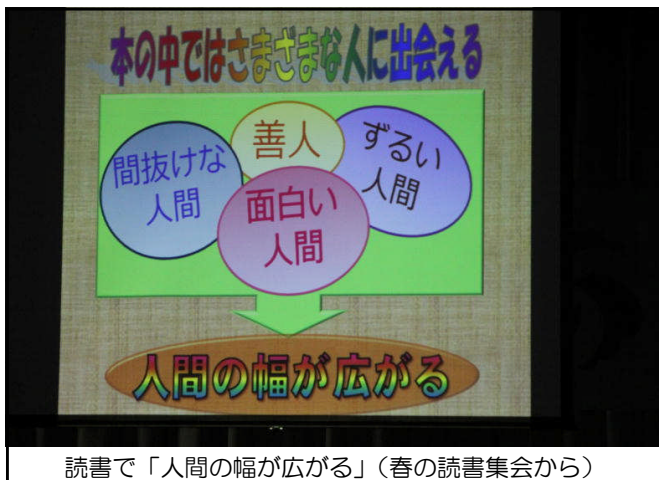 本の中ではさまざまな人に出会える
間抜けな
人間
善人
ずるい
人間
面白い
人間
人間の幅が広がる
読書で「人間の幅が広がる」（春の読書集会から）